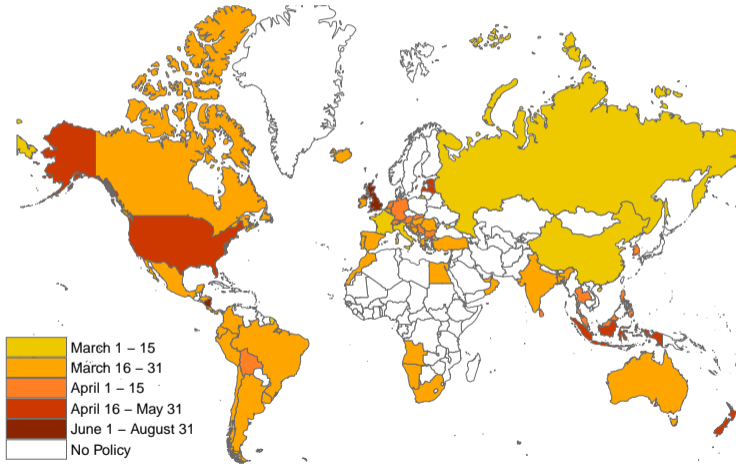 March 1 – 15
March 16 – 31
April 1 – 15
April 16 – May 31
June 1 – August 31
No Policy